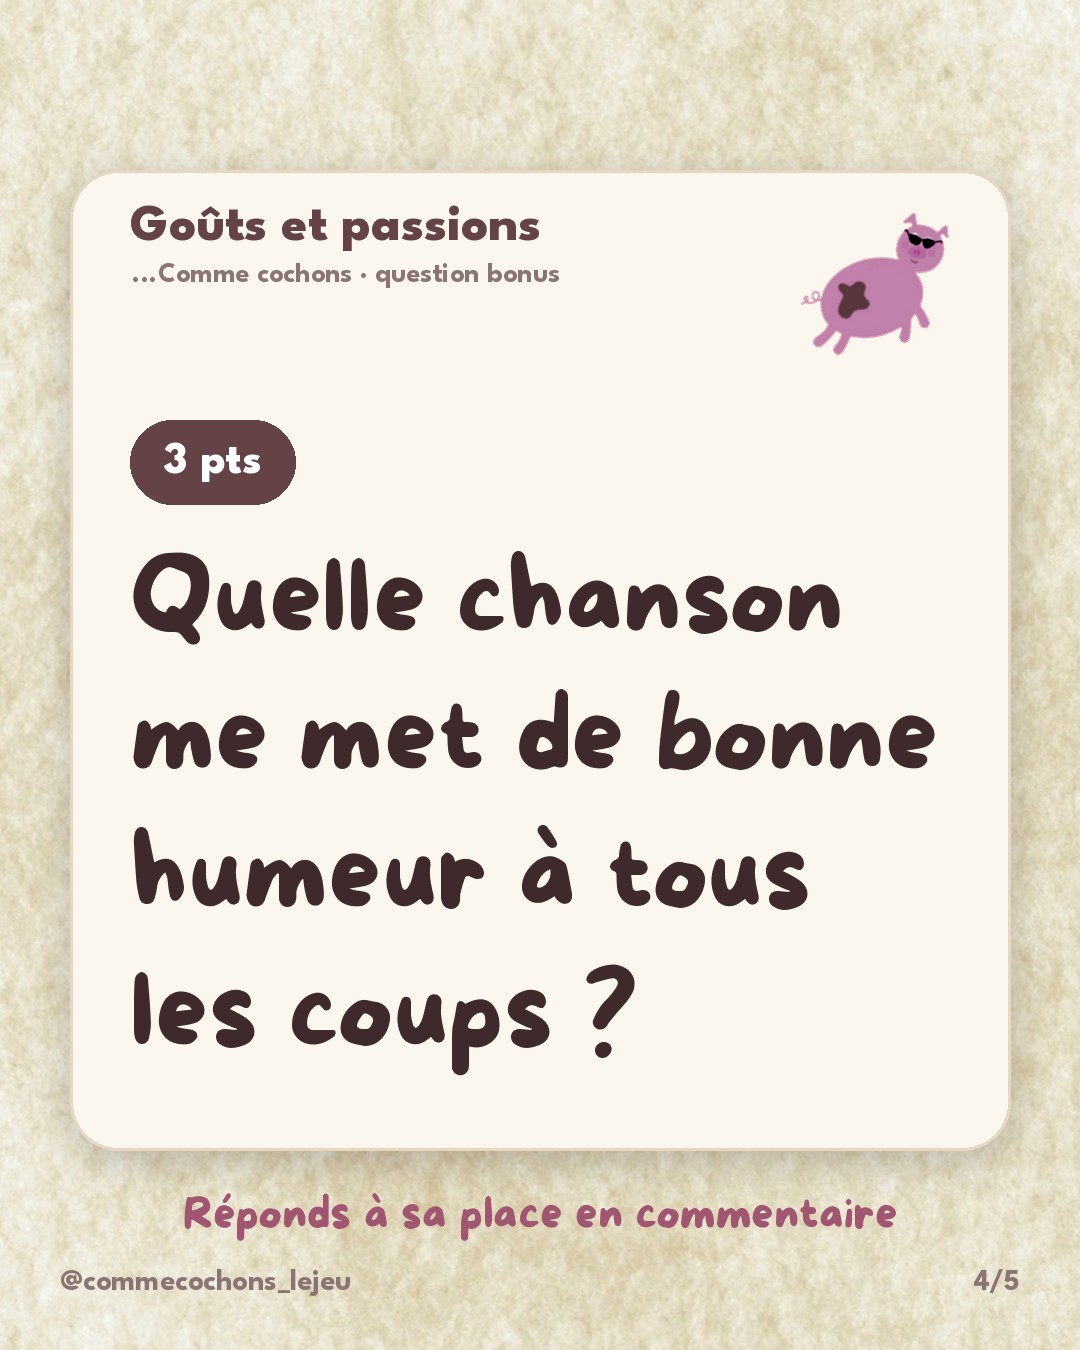 Goûts et passions
...Comme cochons · question bonus
3 pts
Quelle chanson
me met de bonne
humeur à tous
les coups ?
Réponds à sa place en commentaire
@commecochons_lejeu
4/5